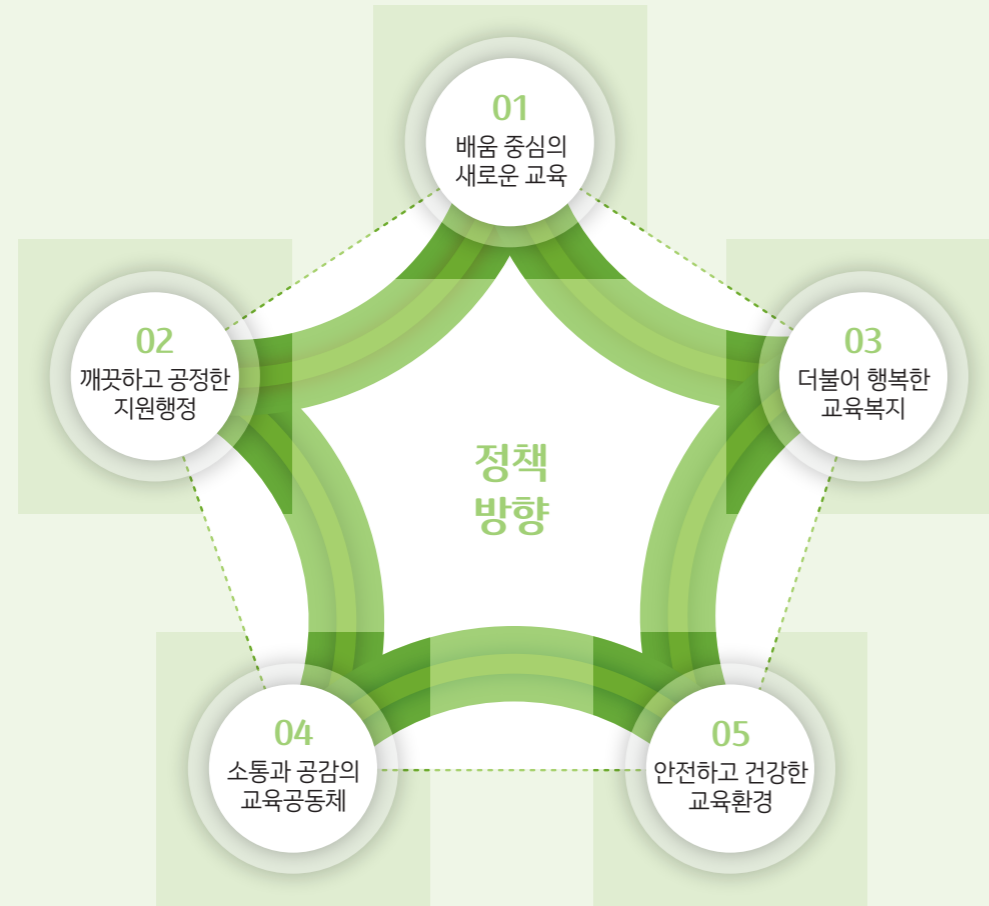 01
배움 중심의
새로운 교육
02
깨끗하고 공정한
지원행정
03
더불어 행복한
교육복지
정책
방향
04
소통과 공감의
교육공동체
05
안전하고 건강한
교육환경